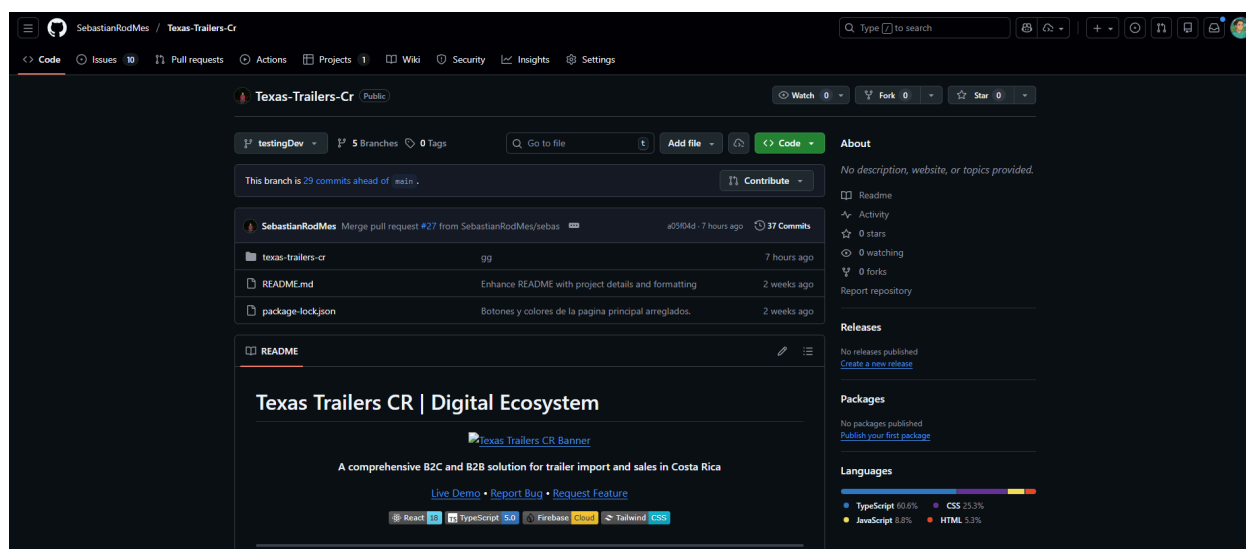 SebastianRodMes / Texas-Trailers-Cr
Type / to search
Code Issues 10 Pull requests Actions Projects 1 Wiki Security Insights Settings
Texas-Trailers-Cr Public
Watch 0 Fork 0 Star 0
testingDev 5 Branches 0 Tags
Go to file t Add file Code
This branch is 29 commits ahead of main .
Contribute
SebastianRodMes Merge pull request #27 from SebastianRodMes/sebas a05f04d · 7 hours ago 37 Commits
texas-trailers-cr gg 7 hours ago
README.md Enhance README with project details and formatting 2 weeks ago
package-lock.json Botones y colores de la pagina principal arreglados. 2 weeks ago
README
Texas Trailers CR | Digital Ecosystem
Texas Trailers CR Banner
A comprehensive B2C and B2B solution for trailer import and sales in Costa Rica
Live Demo • Report Bug • Request Feature
React 18 TS TypeScript 5.0 Firebase Cloud Tailwind CSS
About
No description, website, or topics provided.
Readme
Activity
0 stars
0 watching
0 forks
Report repository
Releases
No releases published
Create a new release
Packages
No packages published
Publish your first package
Languages
TypeScript 60.6% CSS 25.3%
JavaScript 8.8% HTML 5.3%